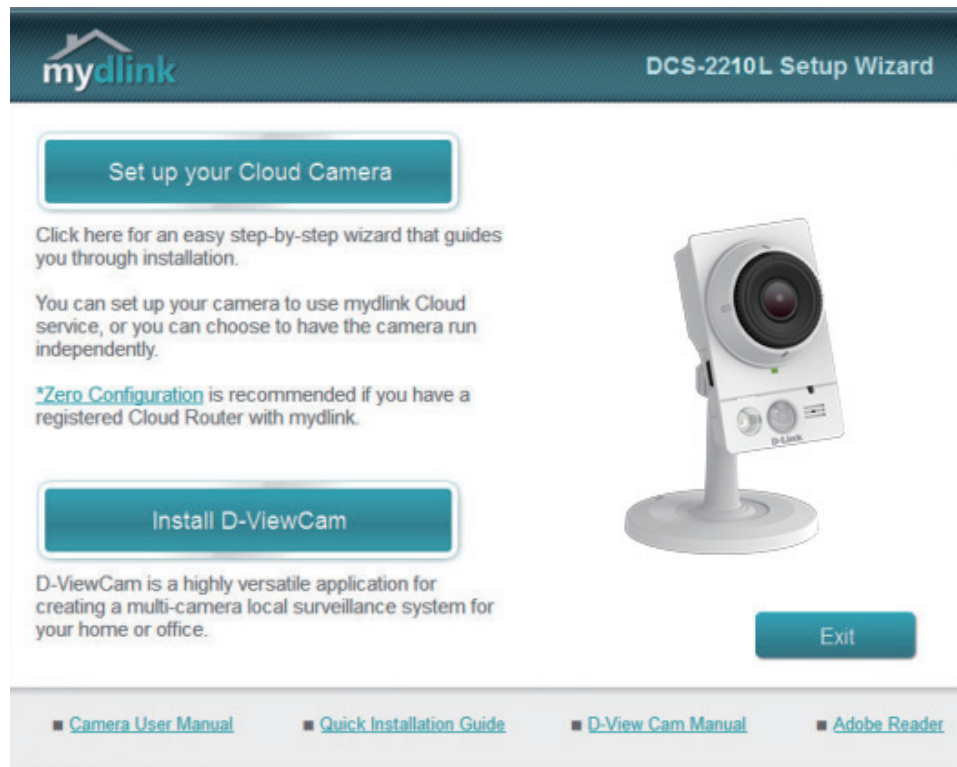 mydlink
DCS-2210L Setup Wizard
Set up your Cloud Camera
Click here for an easy step-by-step wizard that guides
you through installation.
You can set up your camera to use mydlink Cloud
service, or you can choose to have the camera run
independently.
*Zero Configuration is recommended if you have a
registered Cloud Router with mydlink.
D-Link
Install D-ViewCam
D-ViewCam is a highly versatile application for
creating a multi-camera local surveillance system for
your home or office.
Exit
Camera User Manual
Quick Installation Guide
D-View Cam Manual
Adobe Reader